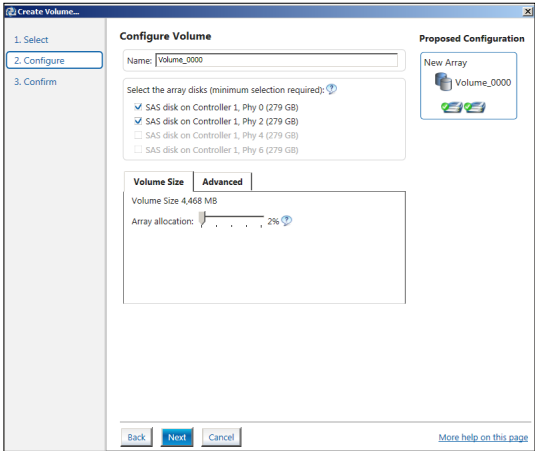 Create Volume...
1. Select
2. Configure
3. Confirm
Configure Volume
Name: Volume_0000
Select the array disks (minimum selection required):
SAS disk on Controller 1, Phy 0 (279 GB)
SAS disk on Controller 1, Phy 2 (279 GB)
SAS disk on Controller 1, Phy 4 (279 GB)
SAS disk on Controller 1, Phy 6 (279 GB)
Volume Size Advanced
Volume Size 4,468 MB
Array allocation: 2%
Proposed Configuration
New Array
Volume_0000
Back Next Cancel
More help on this page